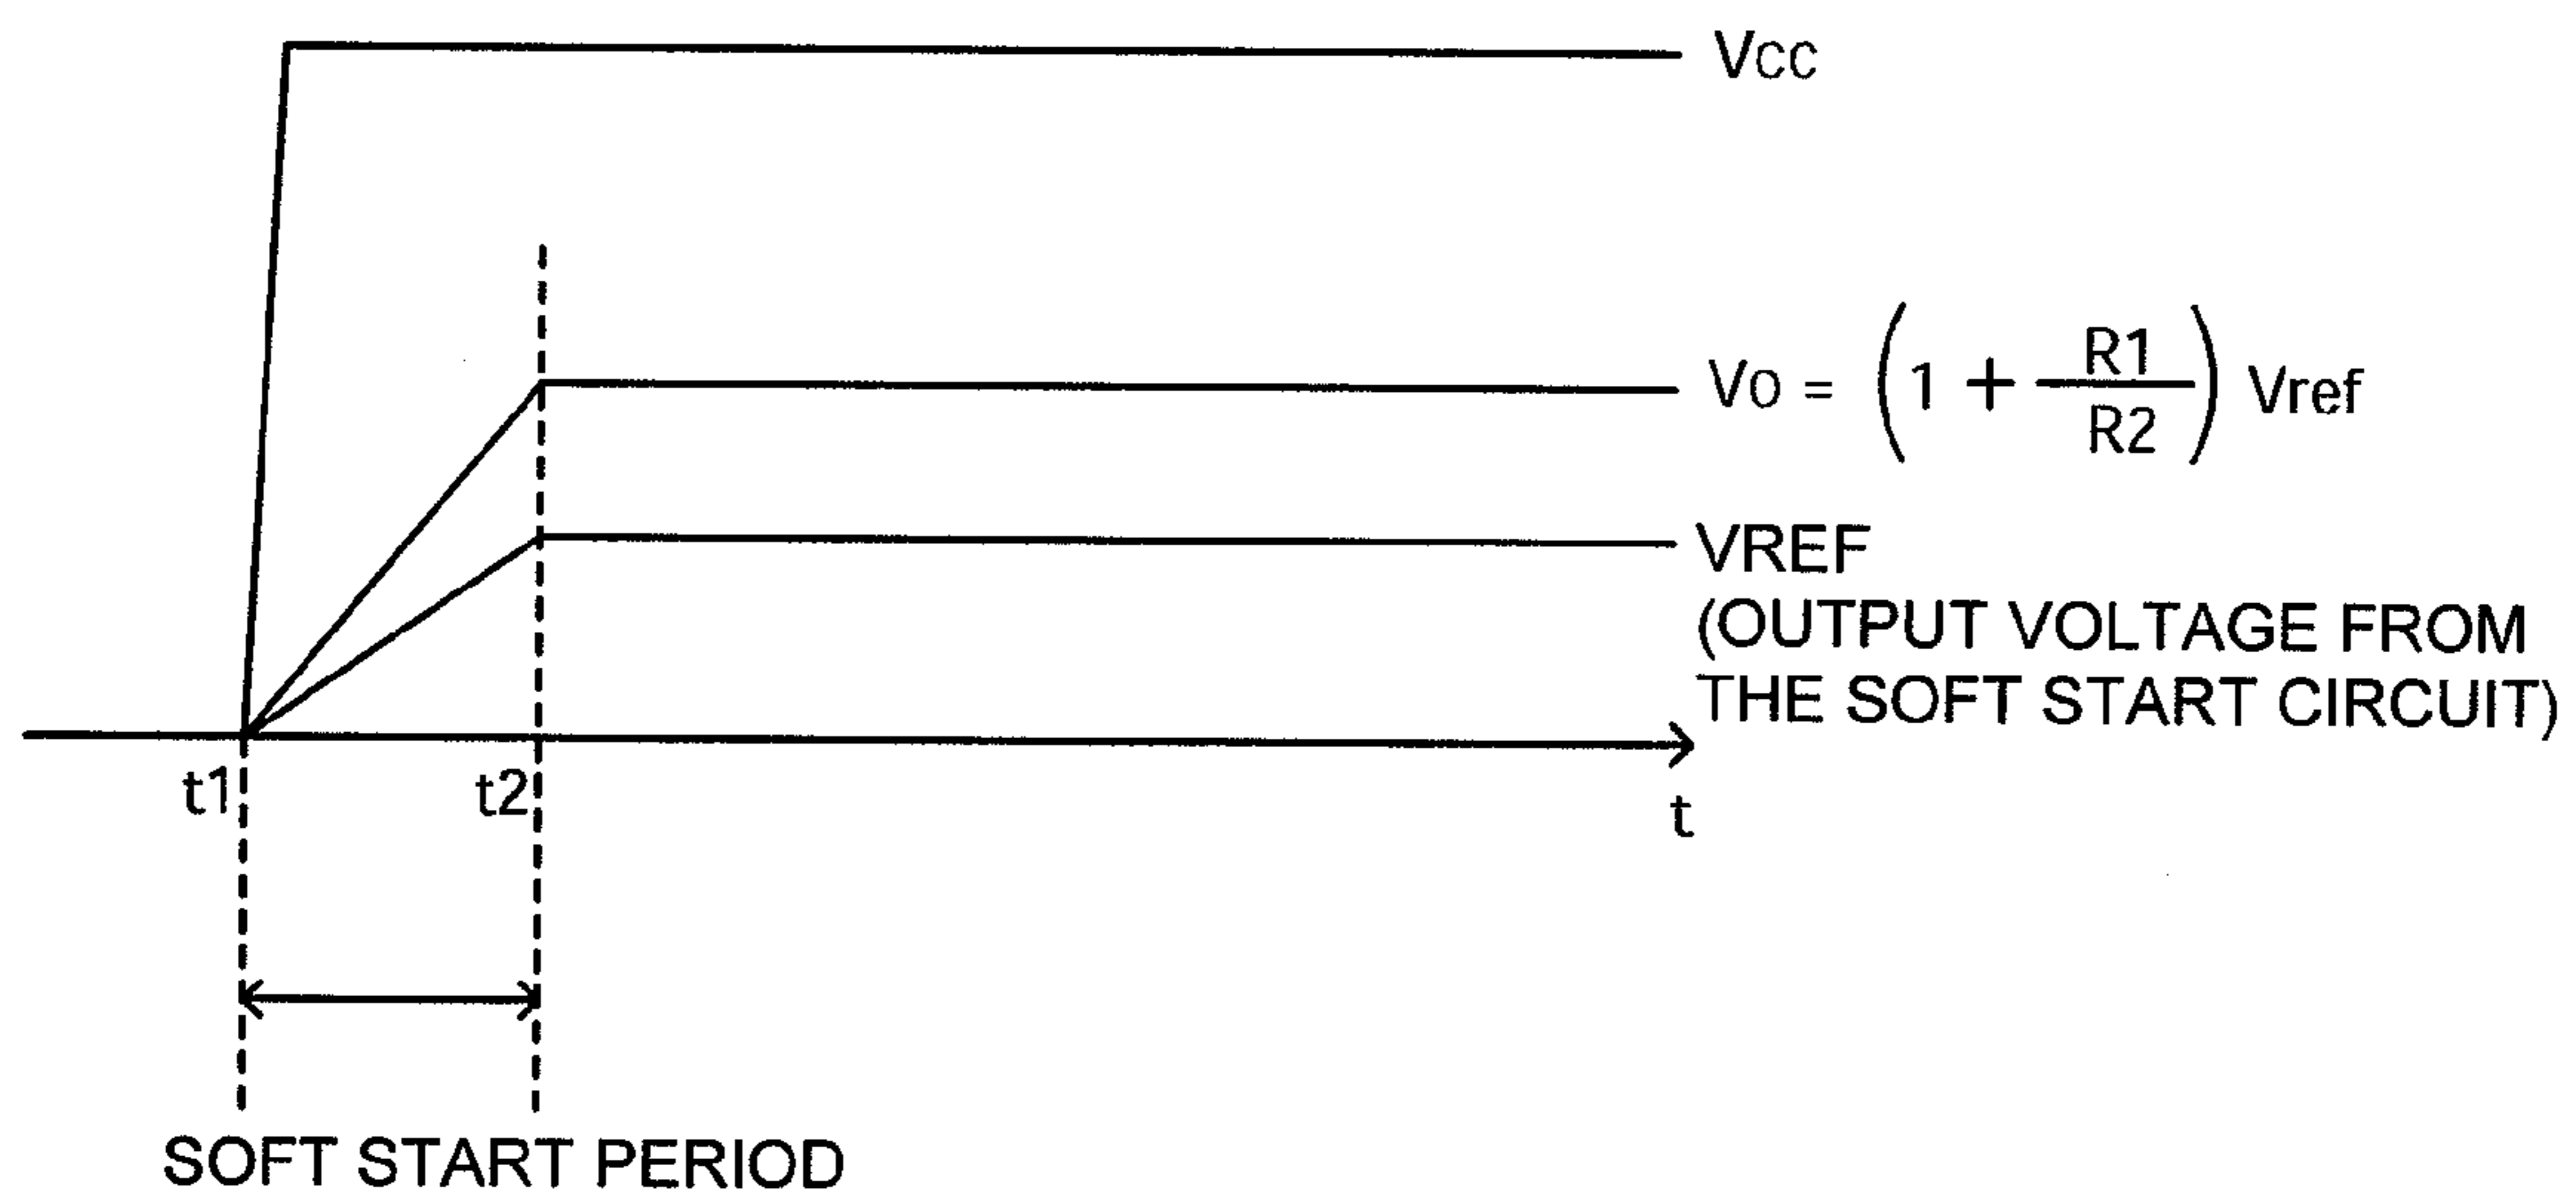 Vcc
Vo = (1 + R1/R2) Vref
VREF
(OUTPUT VOLTAGE FROM
THE SOFT START CIRCUIT)
t1
t2
t
SOFT START PERIOD